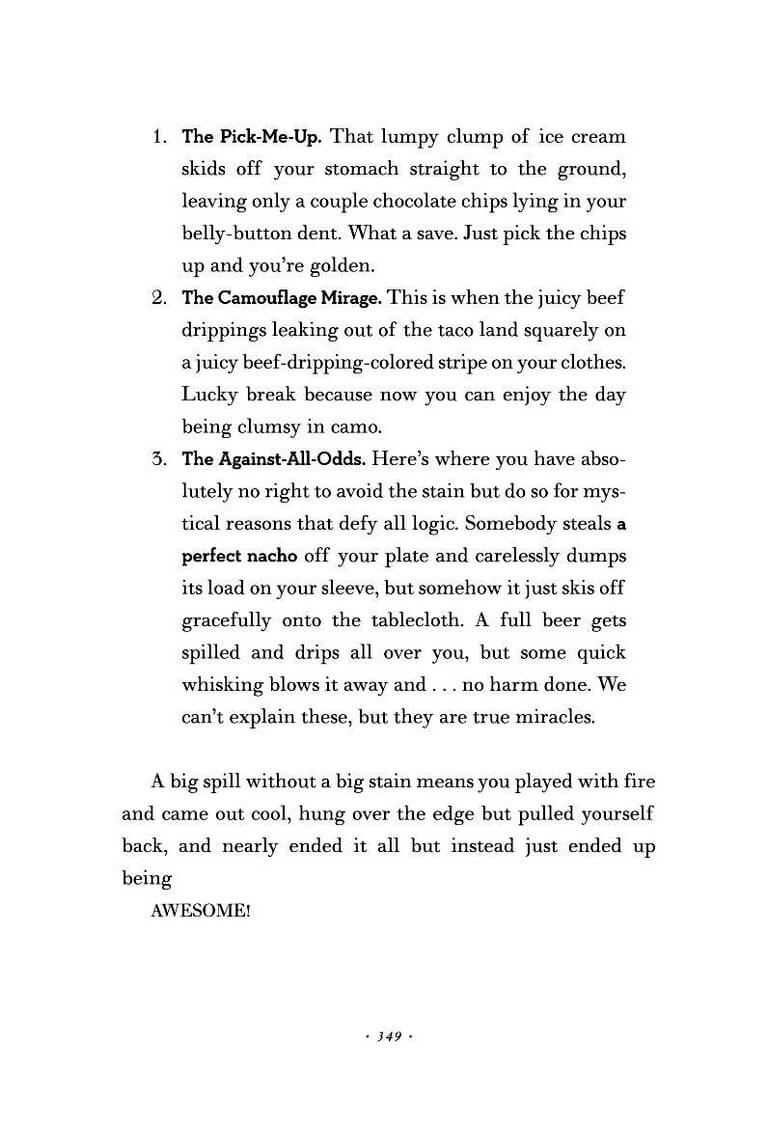 1. The Pick-Me-Up. That lumpy clump of ice cream
skids off your stomach straight to the ground,
leaving only a couple chocolate chips lying in your
belly-button dent. What a save. Just pick the chips
up and you're golden.
2. The Camouflage Mirage. This is when the juicy beef
drippings leaking out of the taco land squarely on
a juicy beef-dripping-colored stripe on your clothes.
Lucky break because now you can enjoy the day
being clumsy in camo.
3. The Against-All-Odds. Here's where you have abso-
lutely no right to avoid the stain but do so for mys-
tical reasons that defy all logic. Somebody steals a
perfect nacho off your plate and carelessly dumps
its load on your sleeve, but somehow it just skis off
gracefully onto the tablecloth. A full beer gets
spilled and drips all over you, but some quick
whisking blows it away and . . . no harm done. We
can't explain these, but they are true miracles.
A big spill without a big stain means you played with fire
and came out cool, hung over the edge but pulled yourself
back, and nearly ended it all but instead just ended up
being
AWESOME!
· 349 ·